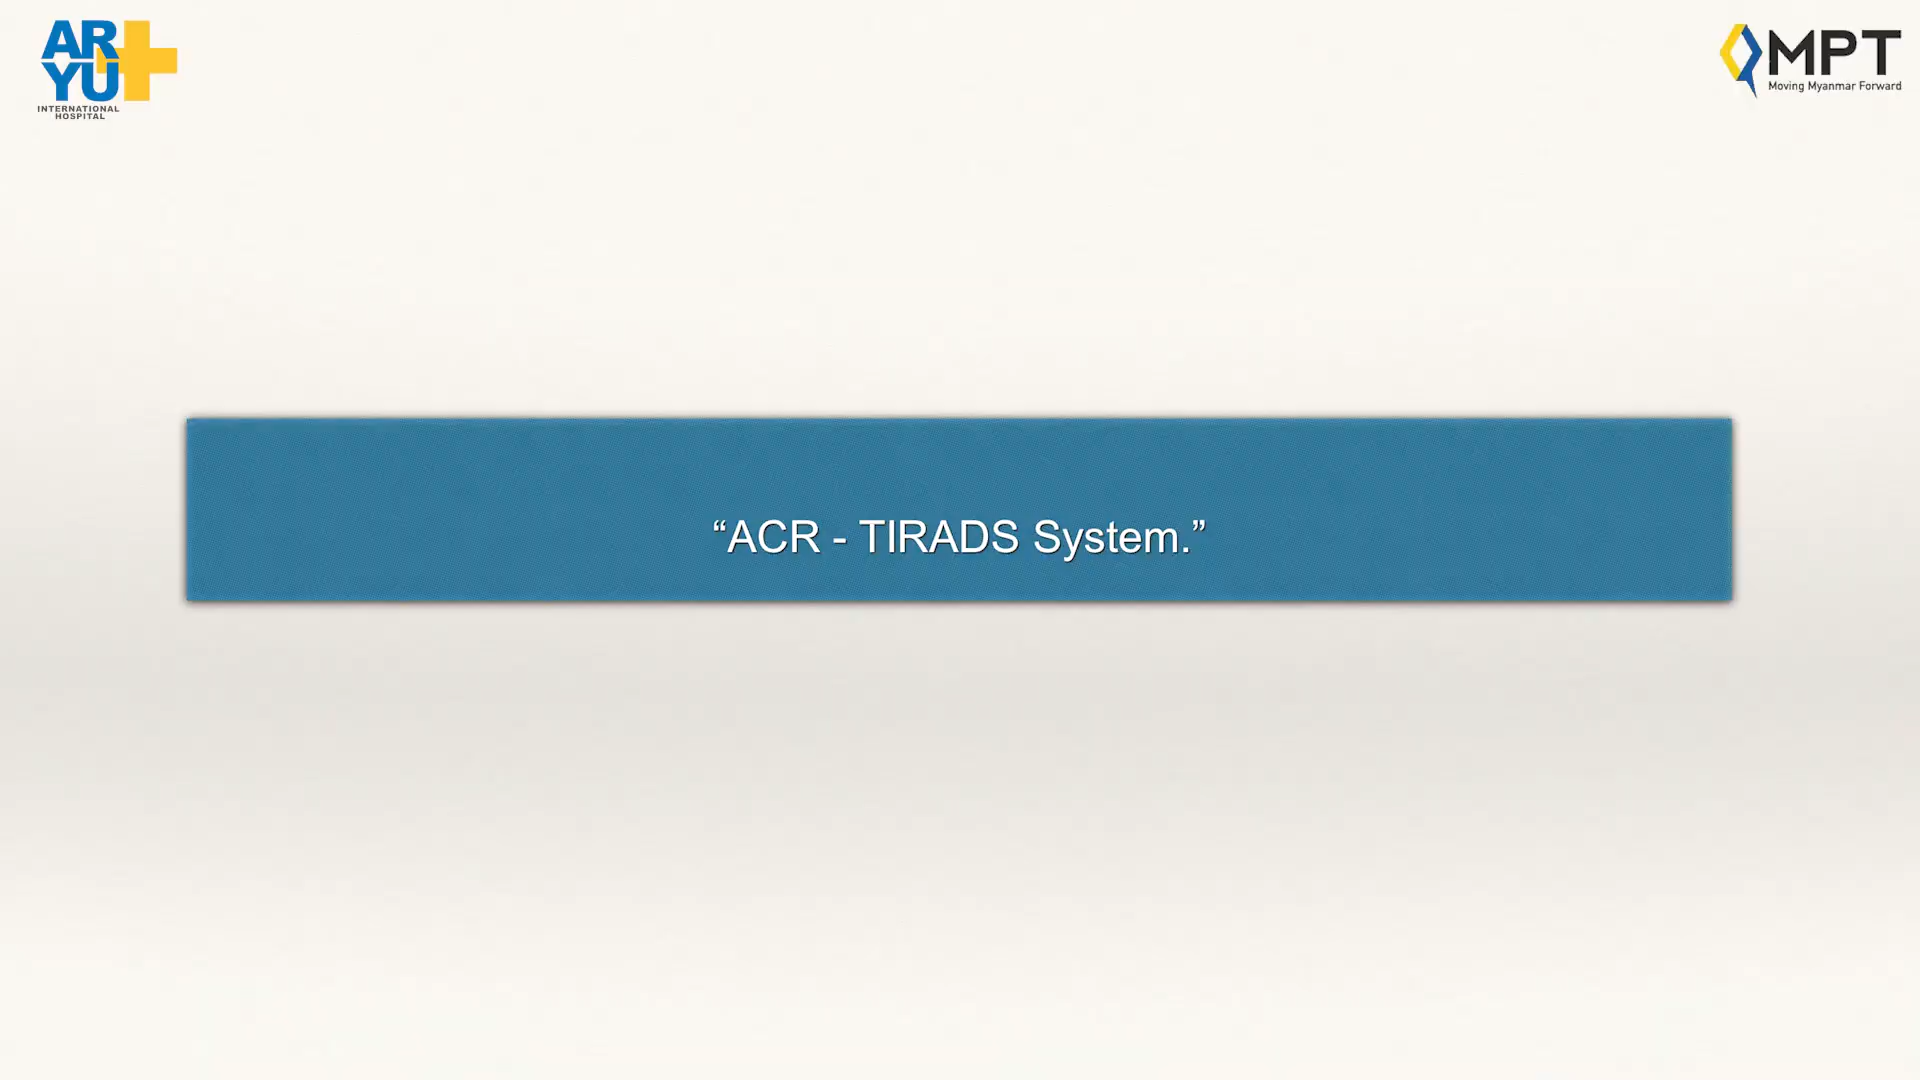 AR
YU
INTERNATIONAL
HOSPITAL
MPT
Moving Myanmar Forward
“ACR - TIRADS System.”